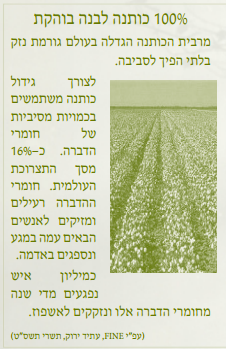 100% כותנה לבנה בוהקת
מרבית הכותנה הגדלה בעולם גורמת נזק
בלתי הפיך לסביבה.
לצורך גידול
כותנה משתמשים
בכמויות מסיביות
של חומרי
הדברה. כ-16%
מסך התצרוכת
העולמית. חומרי
ההדברה רעילים
ומזיקים לאנשים
הבאים עמה במגע
ונספגים באדמה.
כמיליון איש
נפגעים מדי שנה
מחומרי הדברה אלו ונזקקים לאשפוז.
(עפ"י FINE, עתיד ירוק, תשרי תשס"ט)